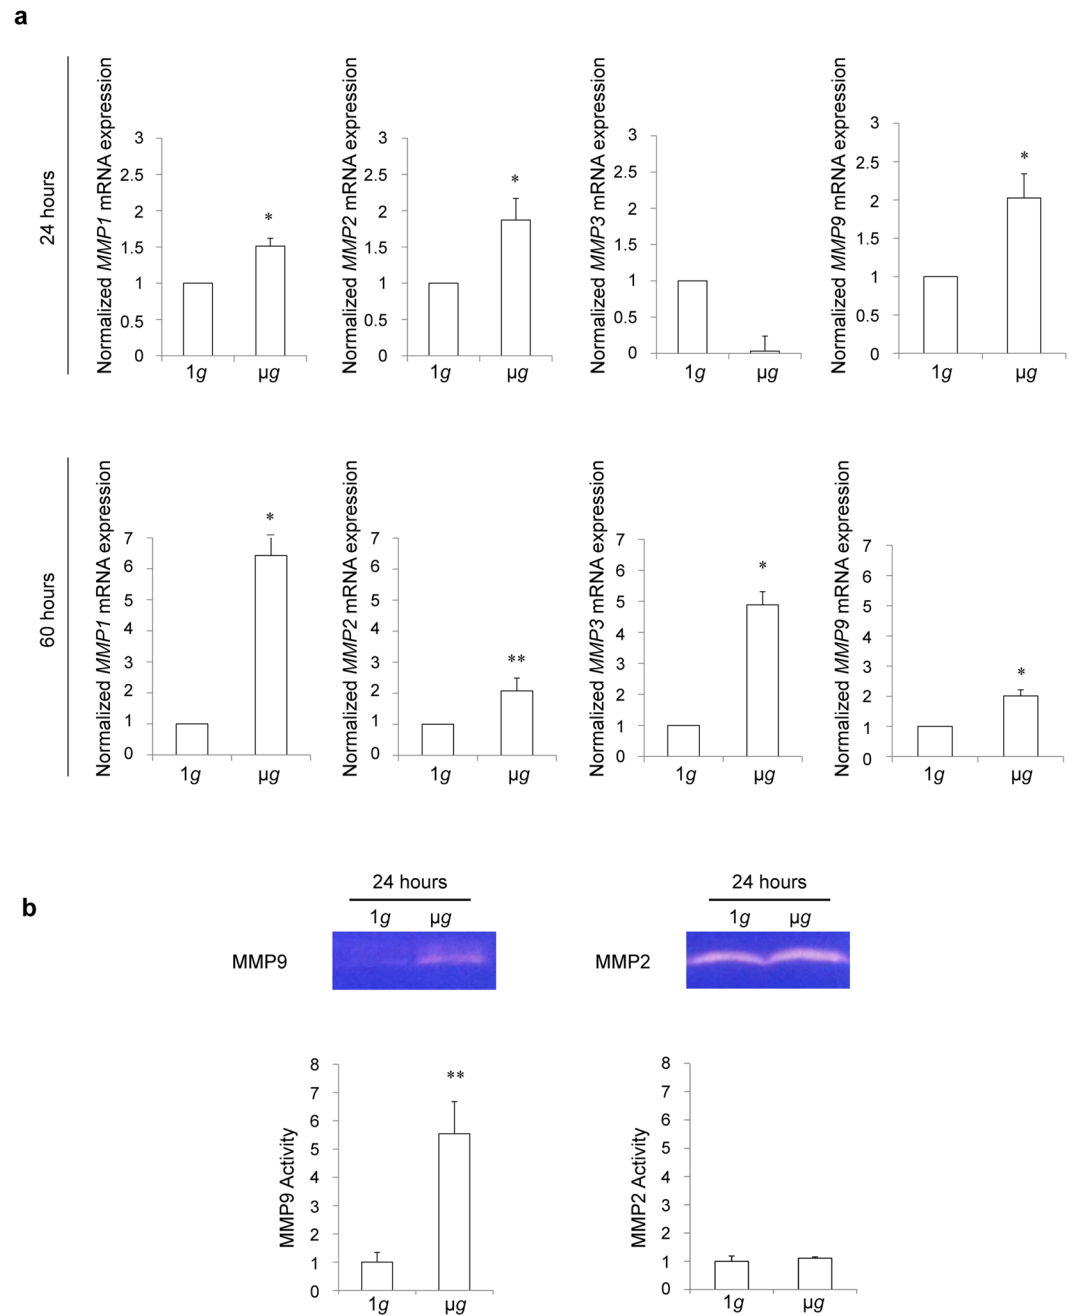 a
24 hours
Normalized MMP1 mRNA expression
3
2.5
2
1.5
1
0.5
0
*
1g μg
Normalized MMP2 mRNA expression
3
2.5
2
1.5
1
0.5
0
*
1g μg
Normalized MMP3 mRNA expression
3
2.5
2
1.5
1
0.5
0
1g μg
Normalized MMP9 mRNA expression
3
2.5
2
1.5
1
0.5
0
*
1g μg
60 hours
Normalized MMP1 mRNA expression
7
6
5
4
3
2
1
0
*
1g μg
Normalized MMP2 mRNA expression
7
6
5
4
3
2
1
0
**
1g μg
Normalized MMP3 mRNA expression
7
6
5
4
3
2
1
0
*
1g μg
Normalized MMP9 mRNA expression
7
6
5
4
3
2
1
0
*
1g μg
b
24 hours
1g μg
MMP9
24 hours
1g μg
MMP2
MMP9 Activity
8
7
6
5
4
3
2
1
0
**
1g μg
MMP2 Activity
8
7
6
5
4
3
2
1
0
1g μg